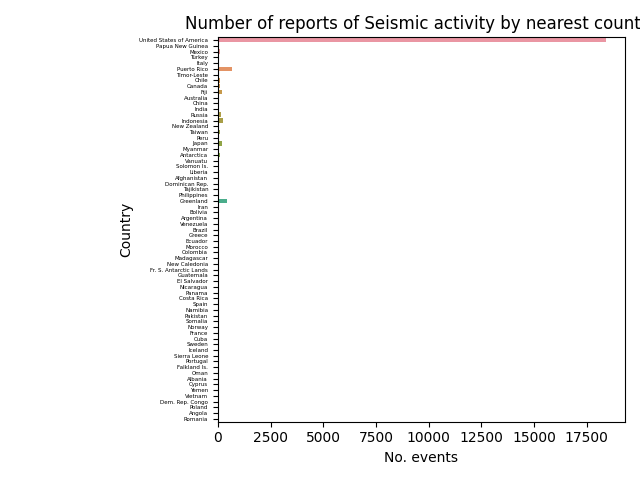 Number of reports of Seismic activity by nearest count
United States of America
Papua New Guinea
Mexico
Turkey
Italy
Puerto Rico
Timor-Leste
Chile
Canada
Fiji
Australia
China
India
Russia
Indonesia
New Zealand
Taiwan
Peru
Japan
Myanmar
Antarctica
Vanuatu
Solomon Is.
Liberia
Afghanistan
Dominican Rep.
Tajikistan
Philippines
Greenland
Iran
Bolivia
Argentina
Venezuela
Brazil
Greece
Ecuador
Morocco
Colombia
Madagascar
New Caledonia
Fr. S. Antarctic Lands
Guatemala
El Salvador
Nicaragua
Panama
Costa Rica
Spain
Namibia
Pakistan
Somalia
Norway
France
Cuba
Sweden
Iceland
Sierra Leone
Portugal
Falkland Is.
Oman
Albania
Cyprus
Yemen
Vietnam
Dem. Rep. Congo
Poland
Angola
Romania
Country
0 2500 5000 7500 10000 12500 15000 17500
No. events